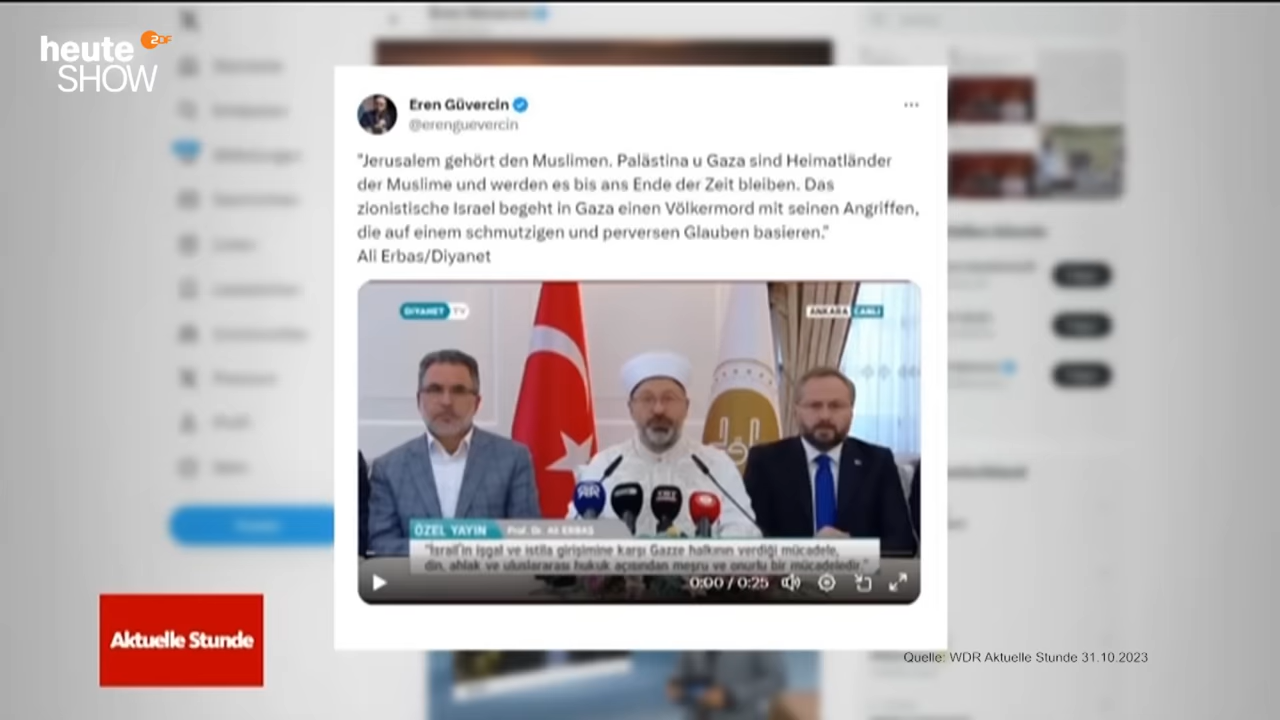 heute ZDF
SHOW
Eren Güvercin
@erenguevercin
"Jerusalem gehört den Muslimen. Palästina u Gaza sind Heimatländer
der Muslime und werden es bis ans Ende der Zeit bleiben. Das
zionistische Israel begeht in Gaza einen Völkermord mit seinen Angriffen,
die auf einem schmutzigen und perversen Glauben basieren."
Ali Erbas/Diyanet
DİYANET TV
ANKARA CANLI
ÖZEL YAYIN Prof. Dr. Ali ERBAŞ
"İsrail'in işgal ve istila girişimine karşı Gazze halkının verdiği mücadele,
din, ahlak ve uluslararası hukuk açısından meşru ve onurlu bir mücadeledir."
0:00 / 0:25
Aktuelle Stunde
Quelle: WDR Aktuelle Stunde 31.10.2023